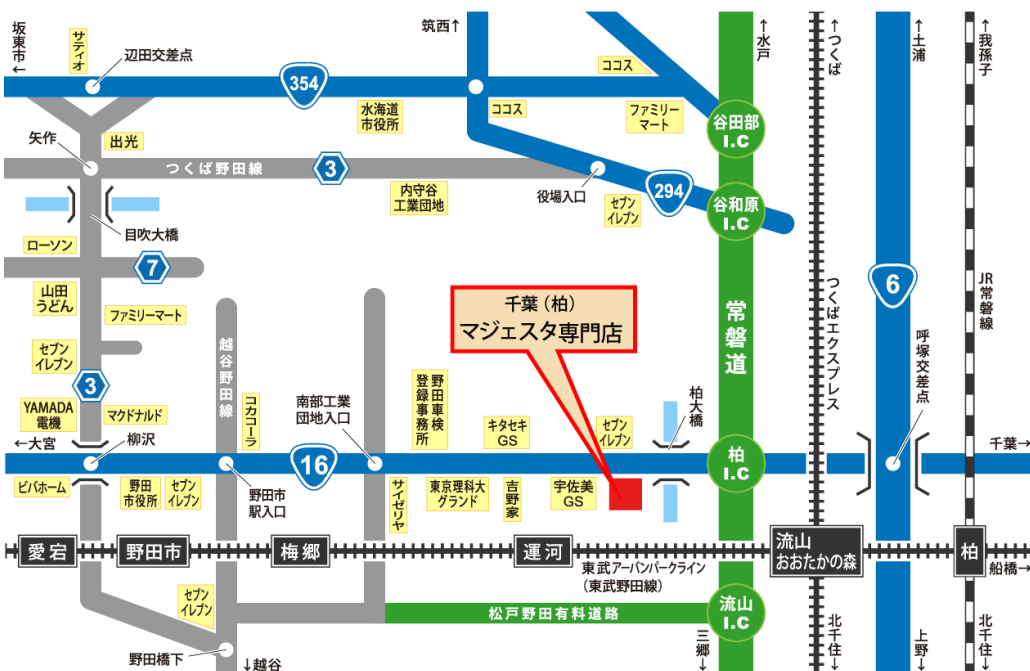 坂東市
←
サティオ
辺田交差点
筑西↑
354
水海道
市役所
ココス
ココス
ファミリー
マート
↑水戸
谷田部
I.C
↑つくば
↑土浦
↑我孫子
矢作
出光
つくば野田線
3
内守谷
工業団地
役場入口
セブン
イレブン
294
谷和原
I.C
目吹大橋
ローソン
7
山田
うどん
ファミリーマート
セブン
イレブン
3
YAMADA
電機
マクドナルド
←大宮
柳沢
越谷野田線
コカコーラ
南部工業
団地入口
野田車検
登録事務所
千葉（柏）
マジェスタ専門店
常磐道
つくばエクスプレス
6
呼塚交差点
JR常磐線
キタセキ
GS
セブン
イレブン
柏大橋
千葉→
16
柏
I.C
ビバホーム
野田
市役所
セブン
イレブン
野田市
駅入口
サイゼリヤ
東京理科大
グランド
吉野家
宇佐美
GS
愛宕
野田市
梅郷
運河
流山
おおたかの森
柏
船橋→
東武アーバンパークライン
(東武野田線)
セブン
イレブン
松戸野田有料道路
流山
I.C
野田橋下
↓越谷
三郷↓
北千住↓
上野↓
北千住↓